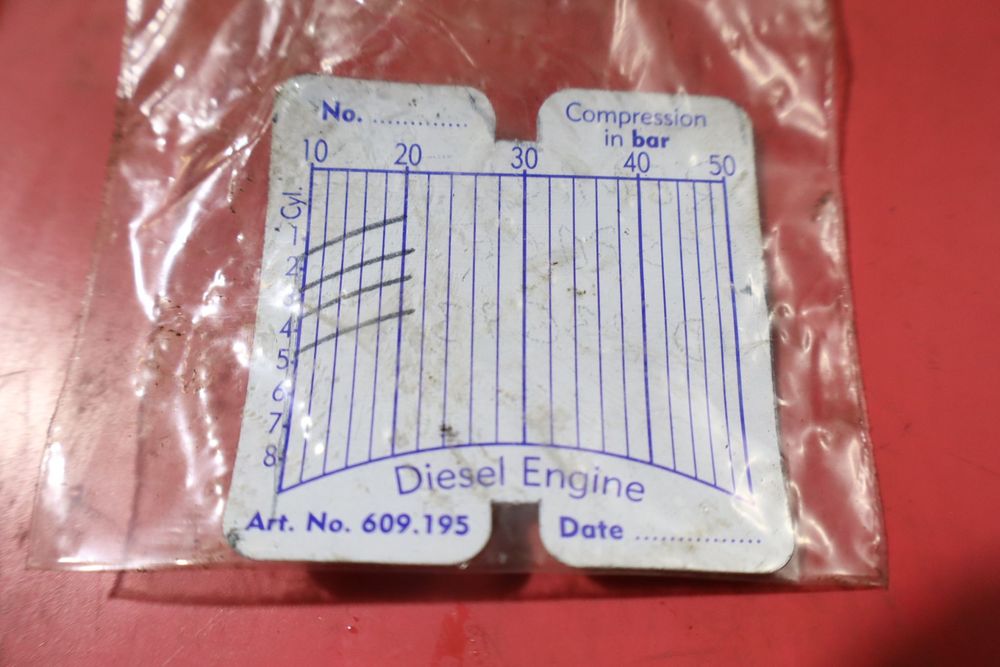 No. ............
Compression
in bar
10 20 30 40 50
Cyl.
1
2
3
4
5
6
7
8
Diesel Engine
Art. No. 609.195
Date ...............